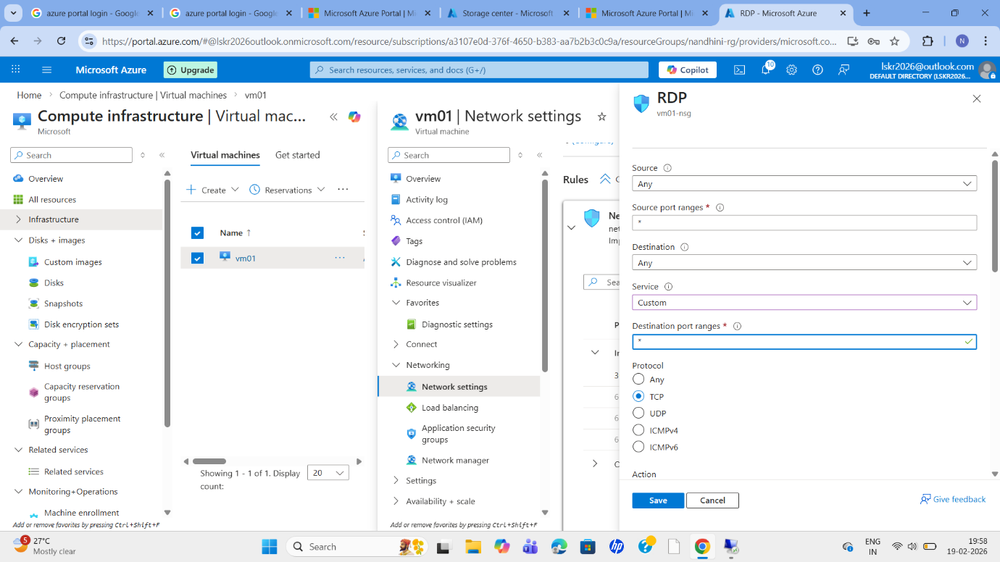 azure portal login - Google
azure portal login - Google
Microsoft Azure Portal | Mi
Storage center - Microsoft
Microsoft Azure Portal | Mi
RDP - Microsoft Azure
https://portal.azure.com/#@lskr2026outlook.onmicrosoft.com/resource/subscriptions/a3107e0d-376f-4650-b383-aa7b2b3c0c9a/resourceGroups/nandhini-rg/providers/microsoft.co...
N
Microsoft Azure
Upgrade
Search resources, services, and docs (G+/)
Copilot
10
lskr2026@outlook.com
DEFAULT DIRECTORY (LSKR2026...
Home > Compute infrastructure | Virtual machines > vm01
Compute infrastructure | Virtual mac...
Microsoft
Search
Overview
All resources
Infrastructure
Disks + images
Custom images
Disks
Snapshots
Disk encryption sets
Capacity + placement
Host groups
Capacity reservation
groups
Proximity placement
groups
Related services
Related services
Monitoring+Operations
Machine enrollment
Add or remove favorites by pressing Ctrl+Shift+F
Virtual machines
Get started
Create
Reservations
...
Name ↑
vm01
...
Showing 1 - 1 of 1. Display
count:
20
vm01 | Network settings
Virtual machine
Search
Overview
Activity log
Access control (IAM)
Tags
Diagnose and solve problems
Resource visualizer
Favorites
Diagnostic settings
Connect
Networking
Network settings
Load balancing
Application security
groups
Network manager
Settings
Availability + scale
Add or remove favorites by pressing Ctrl+Shift+F
Rules
Ne
net
Im
Sea
P
RDP
vm01-nsg
Source
Any
Source port ranges *
*
Destination
Any
Service
Custom
Destination port ranges *
*
Protocol
Any
TCP
UDP
ICMPv4
ICMPv6
Action
Save
Cancel
Give feedback
5
27°C
Mostly clear
Search
ENG
IN
19:58
19-02-2026